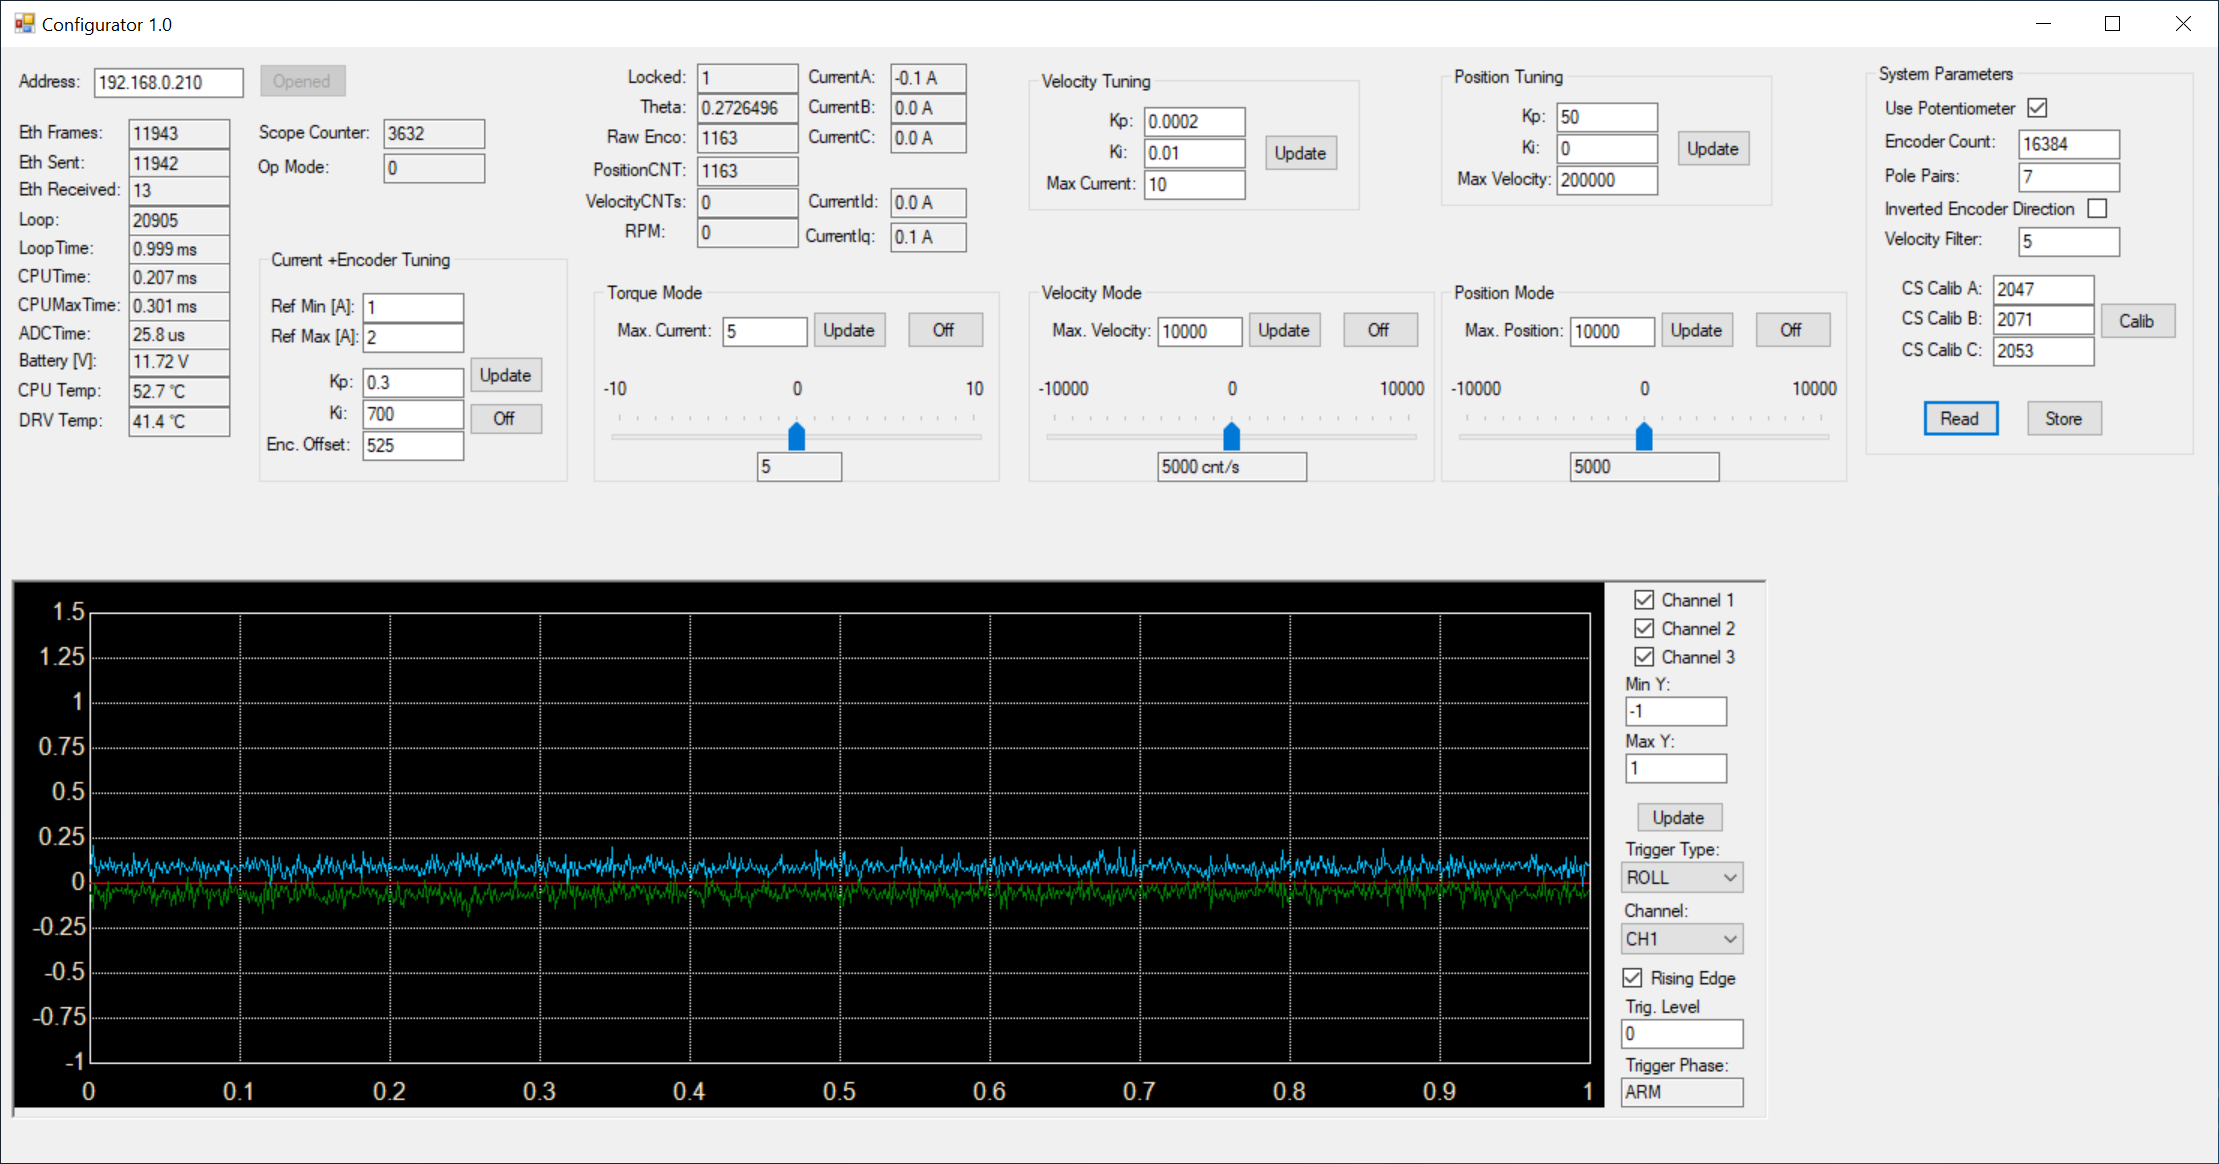 Configurator 1.0
Address: 192.168.0.210 Opened
Eth Frames: 11943
Eth Sent: 11942
Eth Received: 13
Loop: 20905
LoopTime: 0.999 ms
CPUTime: 0.207 ms
CPUMaxTime: 0.301 ms
ADCTime: 25.8 us
Battery [V]: 11.72 V
CPU Temp: 52.7 °C
DRV Temp: 41.4 °C
Scope Counter: 3632
Op Mode: 0
Current +Encoder Tuning
Ref Min [A]: 1
Ref Max [A]: 2
Kp: 0.3 Update
Ki: 700 Off
Enc. Offset: 525
Locked: 1 CurrentA: -0.1 A
Theta: 0.2726496 CurrentB: 0.0 A
Raw Enco: 1163 CurrentC: 0.0 A
PositionCNT: 1163
VelocityCNTs: 0 CurrentId: 0.0 A
RPM: 0 CurrentIq: 0.1 A
Torque Mode
Max. Current: 5 Update Off
-10 0 10
5
Velocity Tuning
Kp: 0.0002
Ki: 0.01 Update
Max Current: 10
Velocity Mode
Max. Velocity: 10000 Update Off
-10000 0 10000
5000 cnt/s
Position Tuning
Kp: 50
Ki: 0 Update
Max Velocity: 200000
Position Mode
Max. Position: 10000 Update Off
-10000 0 10000
5000
System Parameters
Use Potentiometer
Encoder Count: 16384
Pole Pairs: 7
Inverted Encoder Direction
Velocity Filter: 5
CS Calib A: 2047
CS Calib B: 2071 Calib
CS Calib C: 2053
Read Store
1.5
1.25
1
0.75
0.5
0.25
0
-0.25
-0.5
-0.75
-1
0 0.1 0.2 0.3 0.4 0.5 0.6 0.7 0.8 0.9 1
Channel 1
Channel 2
Channel 3
Min Y:
-1
Max Y:
1
Update
Trigger Type:
ROLL
Channel:
CH1
Rising Edge
Trig. Level
0
Trigger Phase:
ARM